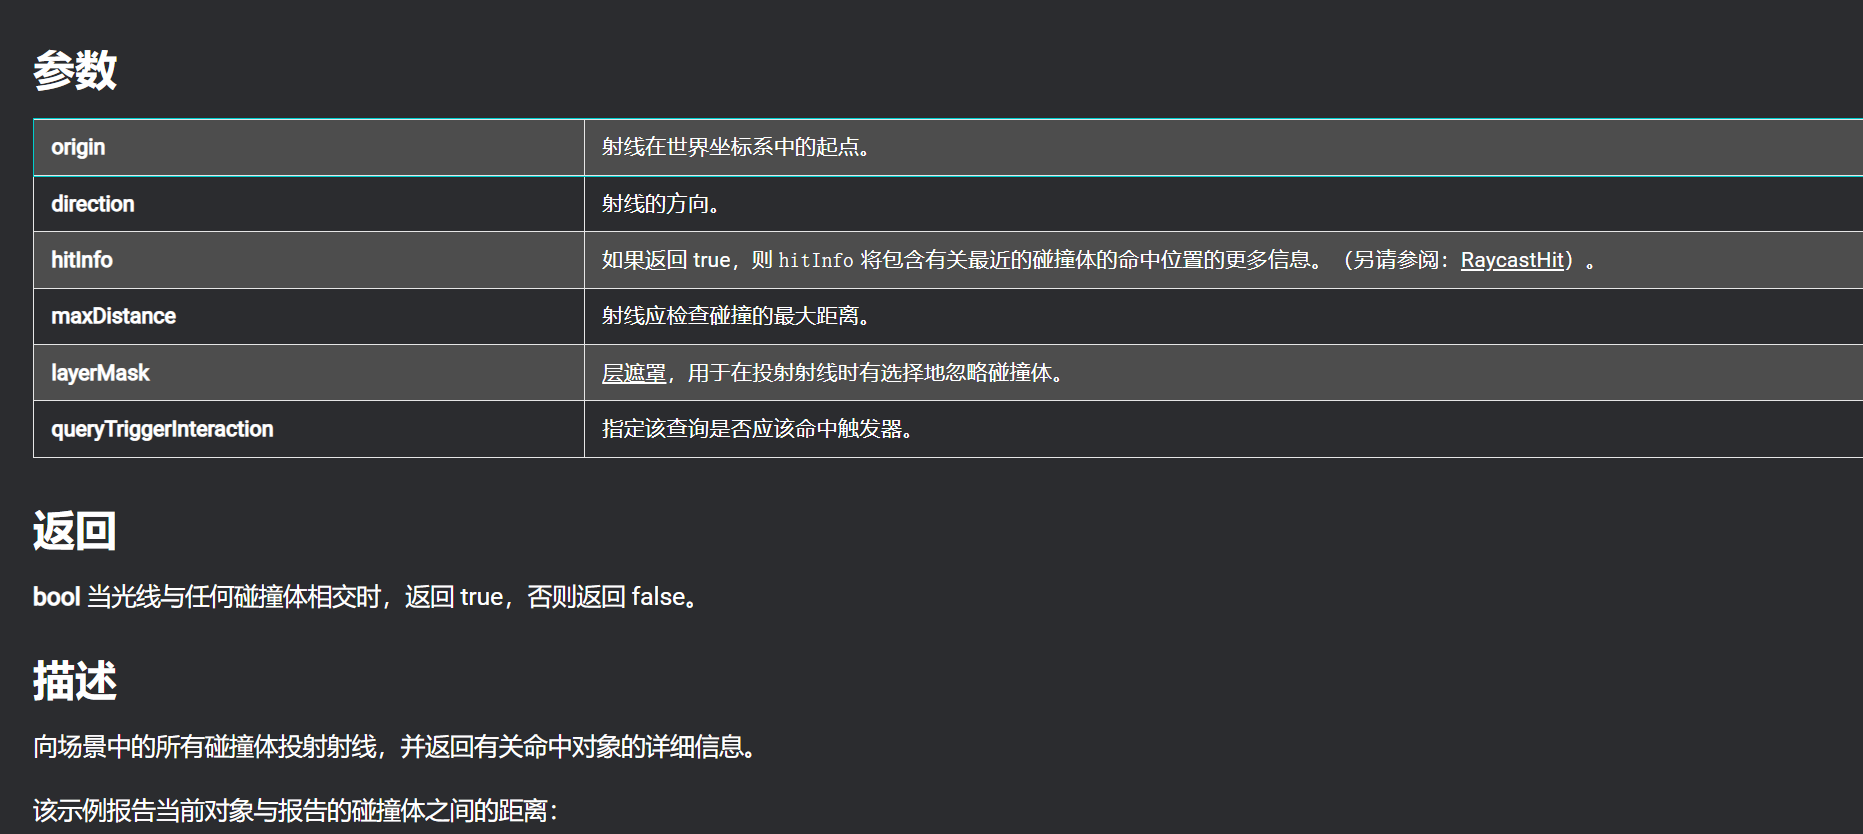 参数
origin 射线在世界坐标系中的起点。
direction 射线的方向。
hitInfo 如果返回 true，则 hitInfo 将包含有关最近的碰撞体的命中位置的更多信息。（另请参阅：RaycastHit）。
maxDistance 射线应检查碰撞的最大距离。
layerMask 层遮罩，用于在投射射线时有选择地忽略碰撞体。
queryTriggerInteraction 指定该查询是否应该命中触发器。
返回
bool 当光线与任何碰撞体相交时，返回 true，否则返回 false。
描述
向场景中的所有碰撞体投射射线，并返回有关命中对象的详细信息。
该示例报告当前对象与报告的碰撞体之间的距离：